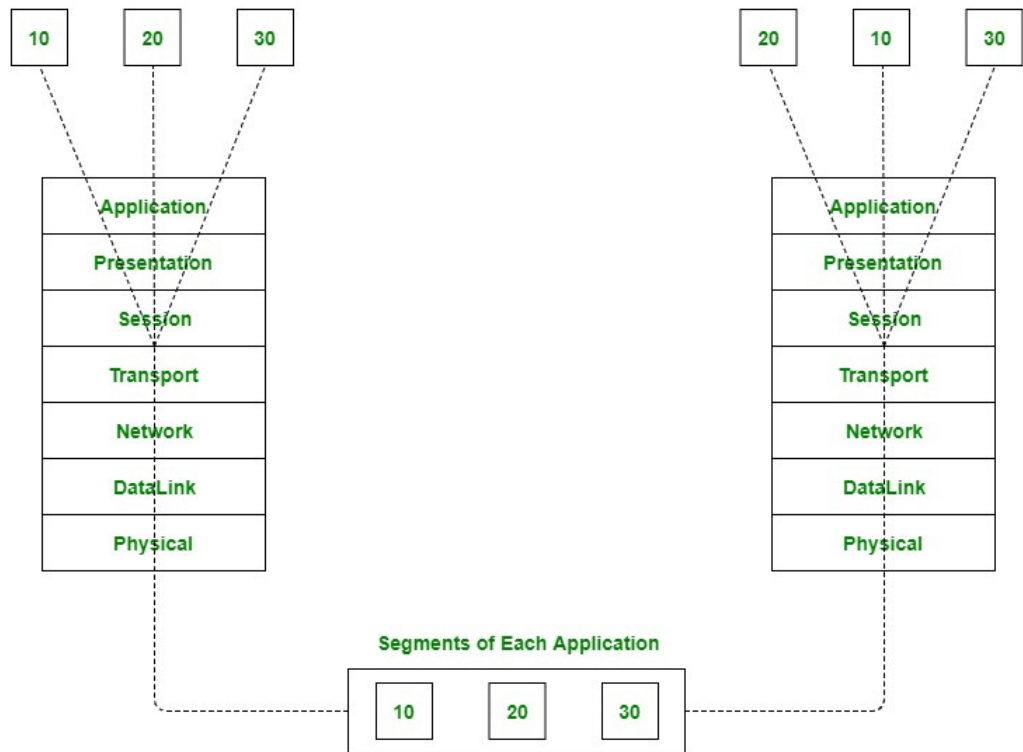 10 20 30
20 10 30
Application
Presentation
Session
Transport
Network
DataLink
Physical
Application
Presentation
Session
Transport
Network
DataLink
Physical
Segments of Each Application
10 20 30